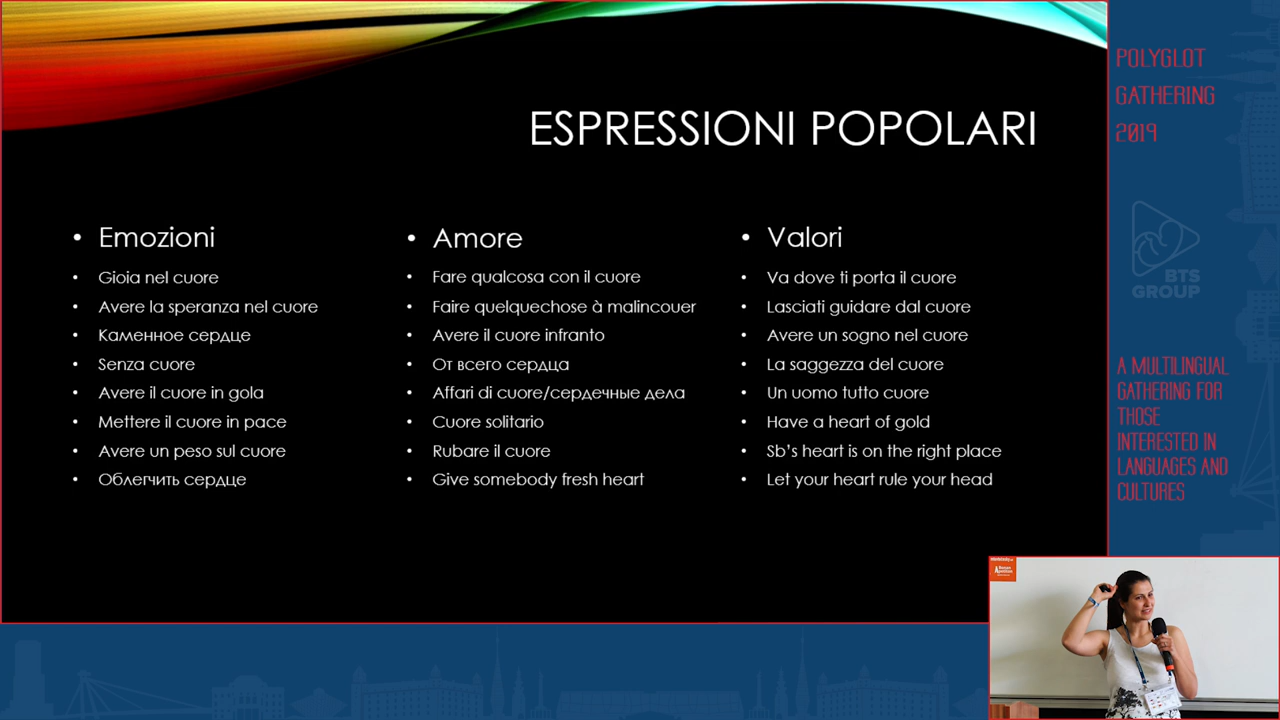 ESPRESSIONI POPOLARI
• Emozioni
• Gioia nel cuore
• Avere la speranza nel cuore
• Каменное сердце
• Senza cuore
• Avere il cuore in gola
• Mettere il cuore in pace
• Avere un peso sul cuore
• Облегчить сердце
• Amore
• Fare qualcosa con il cuore
• Faire quelquechose à malincouer
• Avere il cuore infranto
• От всего сердца
• Affari di cuore/сердечные дела
• Cuore solitario
• Rubare il cuore
• Give somebody fresh heart
• Valori
• Va dove ti porta il cuore
• Lasciati guidare dal cuore
• Avere un sogno nel cuore
• La saggezza del cuore
• Un uomo tutto cuore
• Have a heart of gold
• Sb's heart is on the right place
• Let your heart rule your head
POLYGLOT
GATHERING
2019
BTS
GROUP
A MULTILINGUAL
GATHERING FOR
THOSE
INTERESTED IN
LANGUAGES AND
CULTURES